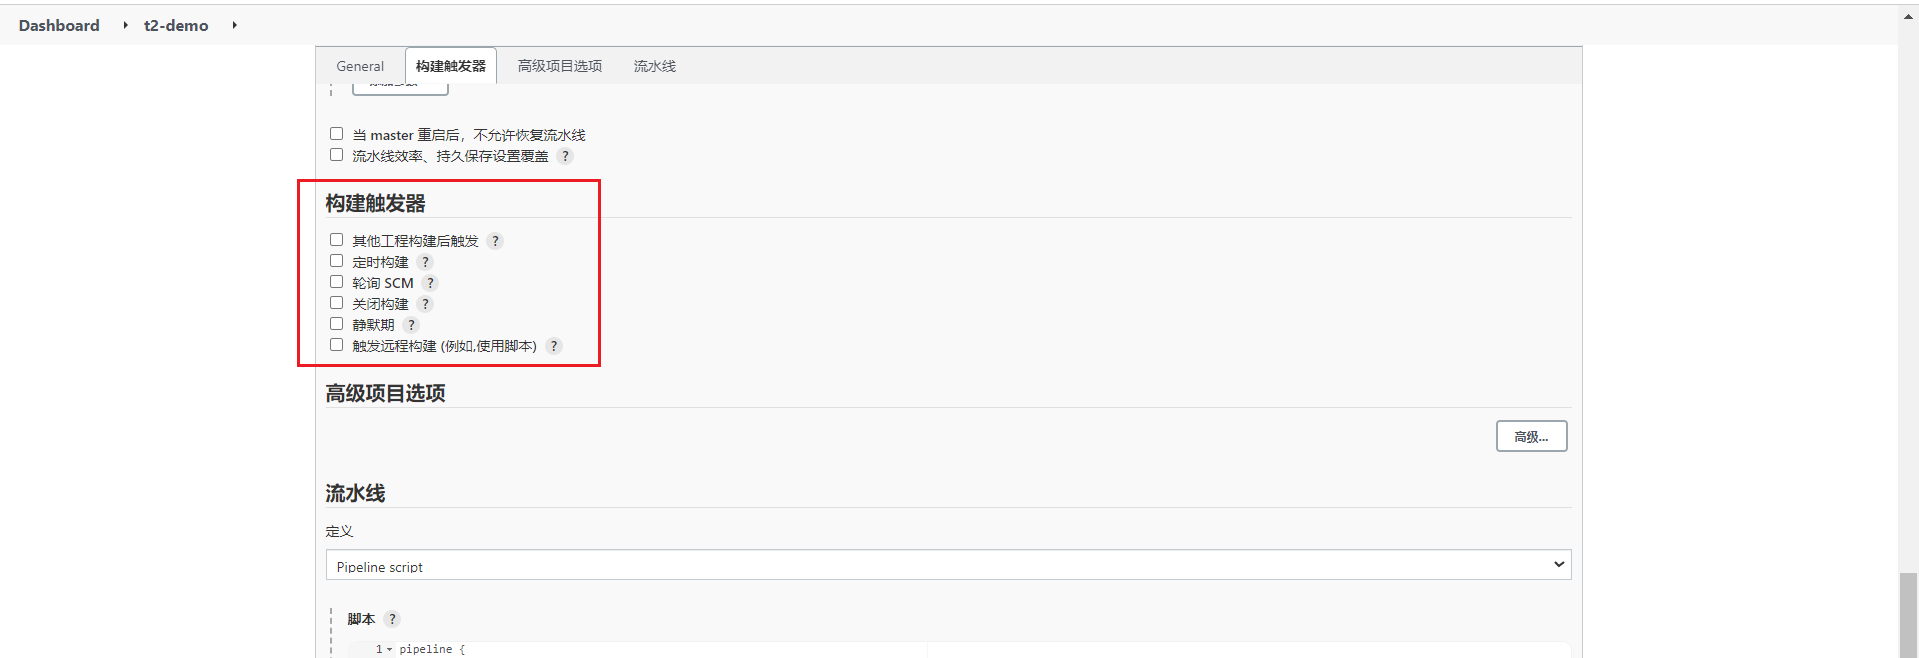 Dashboard t2-demo
General 构建触发器 高级项目选项 流水线
当 master 重启后，不允许恢复流水线
流水线效率、持久保存设置覆盖 ?
构建触发器
其他工程构建后触发 ?
定时构建 ?
轮询 SCM ?
关闭构建 ?
静默期 ?
触发远程构建 (例如,使用脚本) ?
高级项目选项
高级...
流水线
定义
Pipeline script
脚本 ?
1 pipeline {